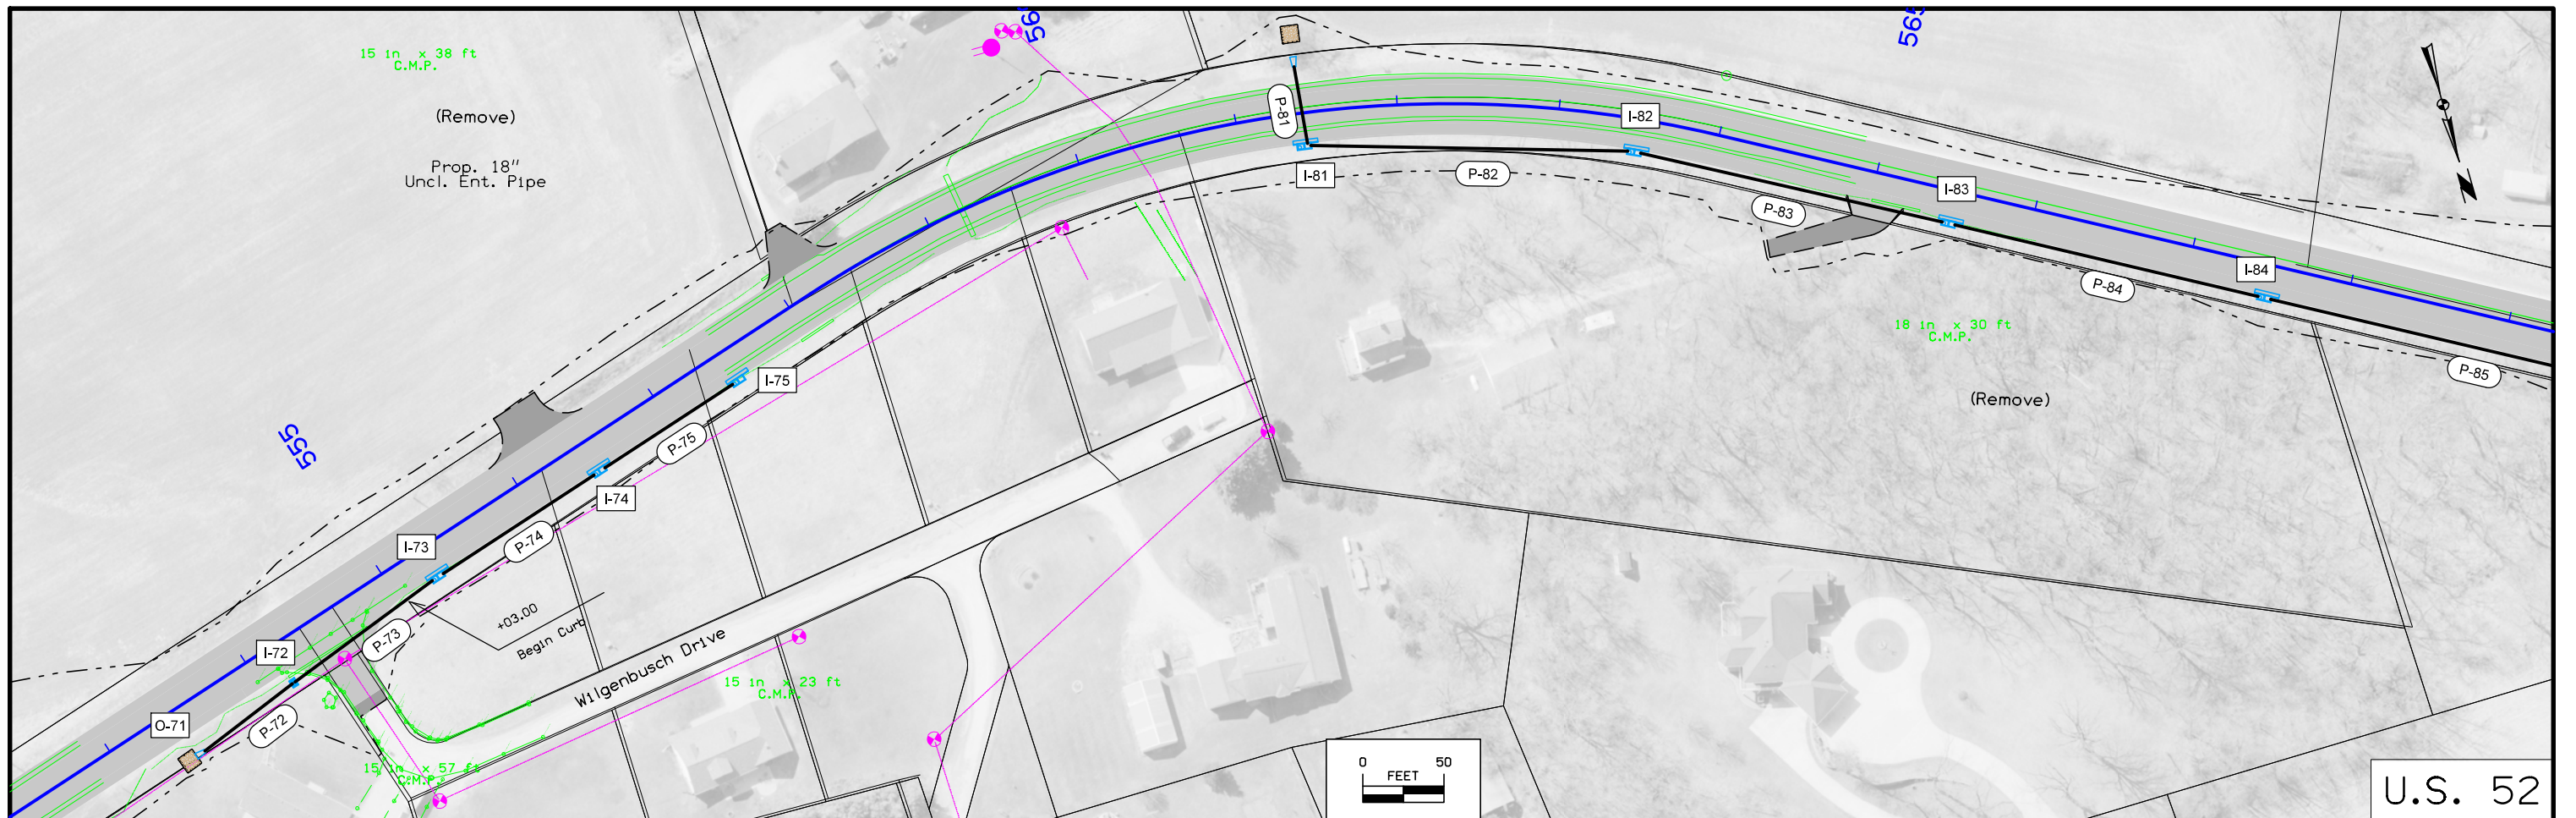 15 in x 38 ft
C.M.P.
(Remove)
Prop. 18"
Uncl. Ent. Pipe
555
P-81
I-81
P-82
I-82
P-83
I-83
P-84
I-84
P-85
18 in x 30 ft
C.M.P.
(Remove)
I-75
P-75
I-74
P-74
I-73
P-73
I-72
P-72
O-71
+03.00
Begin Curb
Wilgenbusch Drive
15 in x 23 ft
C.M.P.
15 in x 57 ft
C.M.P.
0 50
FEET
U.S. 52